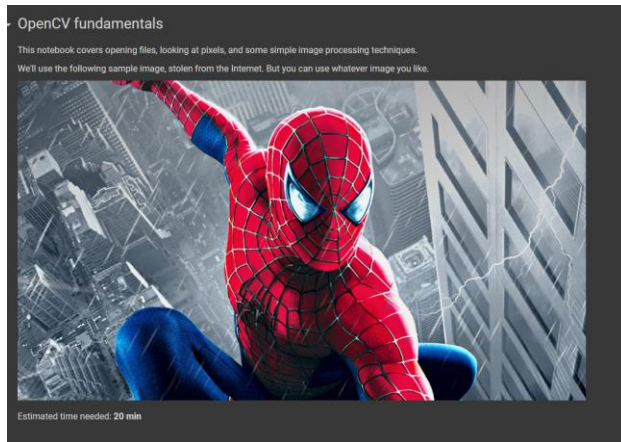 OpenCV fundamentals
This notebook covers opening files, looking at pixels, and some simple image processing techniques.
We'll use the following sample image, stolen from the Internet. But you can use whatever image you like.
Estimated time needed: 20 min